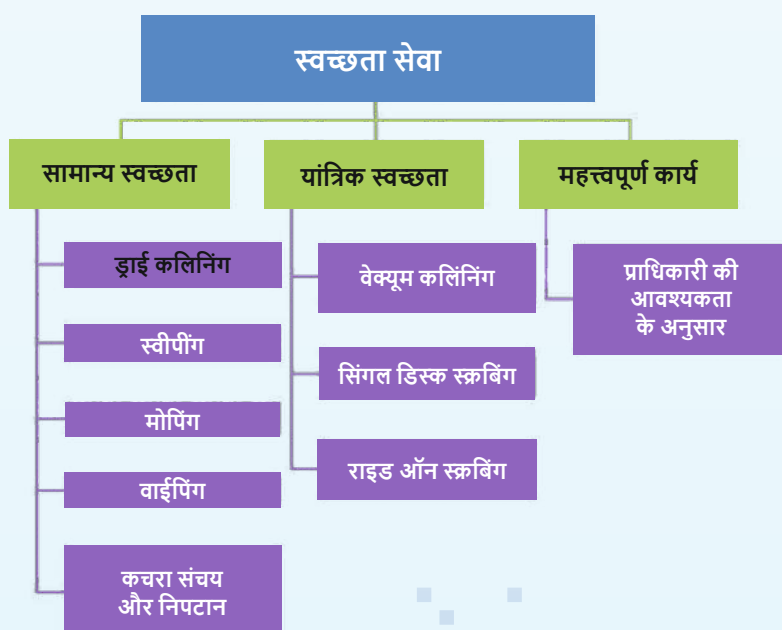 स्वच्छता सेवा
सामान्य स्वच्छता
ड्राई कलिनिंग
स्वीपींग
मोपिंग
वाईपिंग
कचरा संचय
और निपटान
यांत्रिक स्वच्छता
वेक्यूम कलिंनिंग
सिंगल डिस्क स्क्रबिंग
राइड ऑन स्क्रबिंग
महत्त्वपूर्ण कार्य
प्राधिकारी की
आवश्यकता
के अनुसार